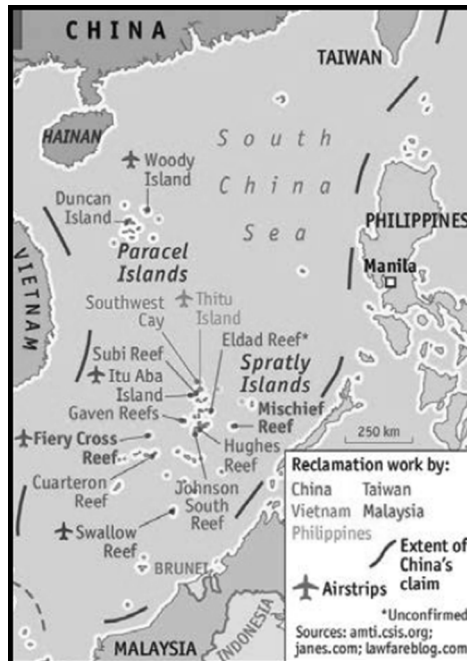 CHINA
TAIWAN
HAINAN
South
China
Sea
Woody
Island
Duncan
Island
Paracel
Islands
PHILIPPINES
Manila
VIETNAM
Southwest
Cay
Thitu
Island
Eldad Reef*
Subi Reef
Spratly
Islands
Itu Aba
Island
Mischief
Reef
Gaven Reefs
Fiery Cross
Reef
Hughes
Reef
Cuarteron
Reef
Johnson
South
Reef
Swallow
Reef
BRUNEI
MALAYSIA
INDONESIA
250 km
Reclamation work by:
China Taiwan
Vietnam Malaysia
Philippines
Extent of
China's
claim
Airstrips
*Unconfirmed
Sources: amti.csis.org;
janes.com; lawfareblog.com